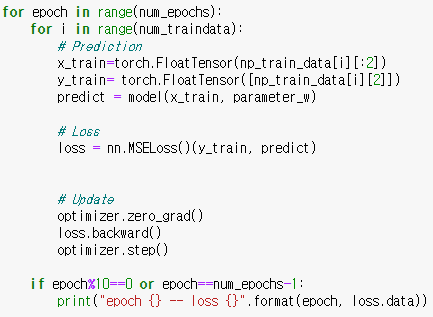 for epoch in range(num_epochs):
    for i in range(num_traindata):
        # Prediction
        x_train=torch.FloatTensor(np_train_data[i][:2])
        y_train= torch.FloatTensor([np_train_data[i][2]])
        predict = model(x_train, parameter_w)
        # Loss
        loss = nn.MSELoss()(y_train, predict)
        # Update
        optimizer.zero_grad()
        loss.backward()
        optimizer.step()
    if epoch%10==0 or epoch==num_epochs-1:
        print("epoch {} -- loss {}".format(epoch, loss.data))